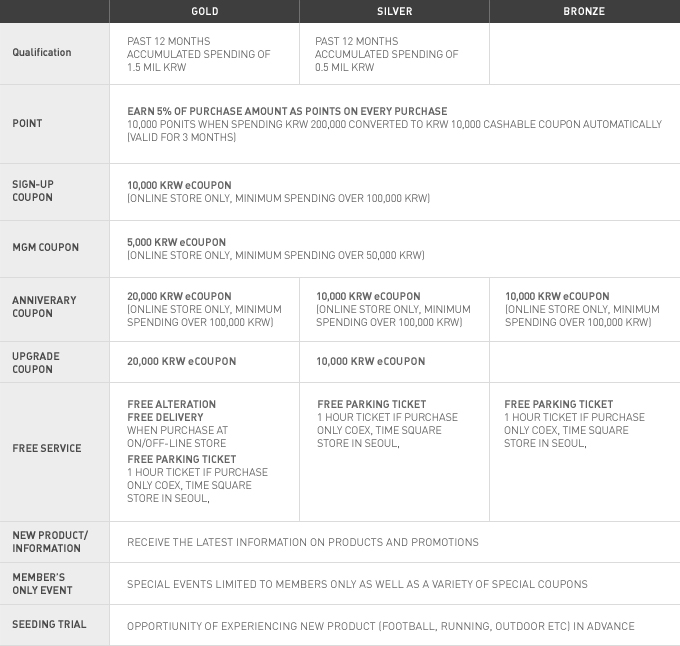 GOLD SILVER BRONZE
Qualification
PAST 12 MONTHS
ACCUMULATED SPENDING OF
1.5 MIL KRW
PAST 12 MONTHS
ACCUMULATED SPENDING OF
0.5 MIL KRW
POINT
EARN 5% OF PURCHASE AMOUNT AS POINTS ON EVERY PURCHASE
10,000 PONITS WHEN SPENDING KRW 200,000 CONVERTED TO KRW 10,000 CASHABLE COUPON AUTOMATICALLY
(VALID FOR 3 MONTHS)
SIGN-UP
COUPON
10,000 KRW eCOUPON
(ONLINE STORE ONLY, MINIMUM SPENDING OVER 100,000 KRW)
MGM COUPON
5,000 KRW eCOUPON
(ONLINE STORE ONLY, MINIMUM SPENDING OVER 50,000 KRW)
ANNIVERARY
COUPON
20,000 KRW eCOUPON
(ONLINE STORE ONLY, MINIMUM
SPENDING OVER 100,000 KRW)
10,000 KRW eCOUPON
(ONLINE STORE ONLY, MINIMUM
SPENDING OVER 100,000 KRW)
10,000 KRW eCOUPON
(ONLINE STORE ONLY, MINIMUM
SPENDING OVER 100,000 KRW)
UPGRADE
COUPON
20,000 KRW eCOUPON
10,000 KRW eCOUPON
FREE SERVICE
FREE ALTERATION
FREE DELIVERY
WHEN PURCHASE AT
ON/OFF-LINE STORE
FREE PARKING TICKET
1 HOUR TICKET IF PURCHASE
ONLY COEX, TIME SQUARE
STORE IN SEOUL,
FREE PARKING TICKET
1 HOUR TICKET IF PURCHASE
ONLY COEX, TIME SQUARE
STORE IN SEOUL,
FREE PARKING TICKET
1 HOUR TICKET IF PURCHASE
ONLY COEX, TIME SQUARE
STORE IN SEOUL,
NEW PRODUCT/
INFORMATION
RECEIVE THE LATEST INFORMATION ON PRODUCTS AND PROMOTIONS
MEMBER'S
ONLY EVENT
SPECIAL EVENTS LIMITED TO MEMBERS ONLY AS WELL AS A VARIETY OF SPECIAL COUPONS
SEEDING TRIAL
OPPORTIUNITY OF EXPERIENCING NEW PRODUCT (FOOTBALL, RUNNING, OUTDOOR ETC) IN ADVANCE